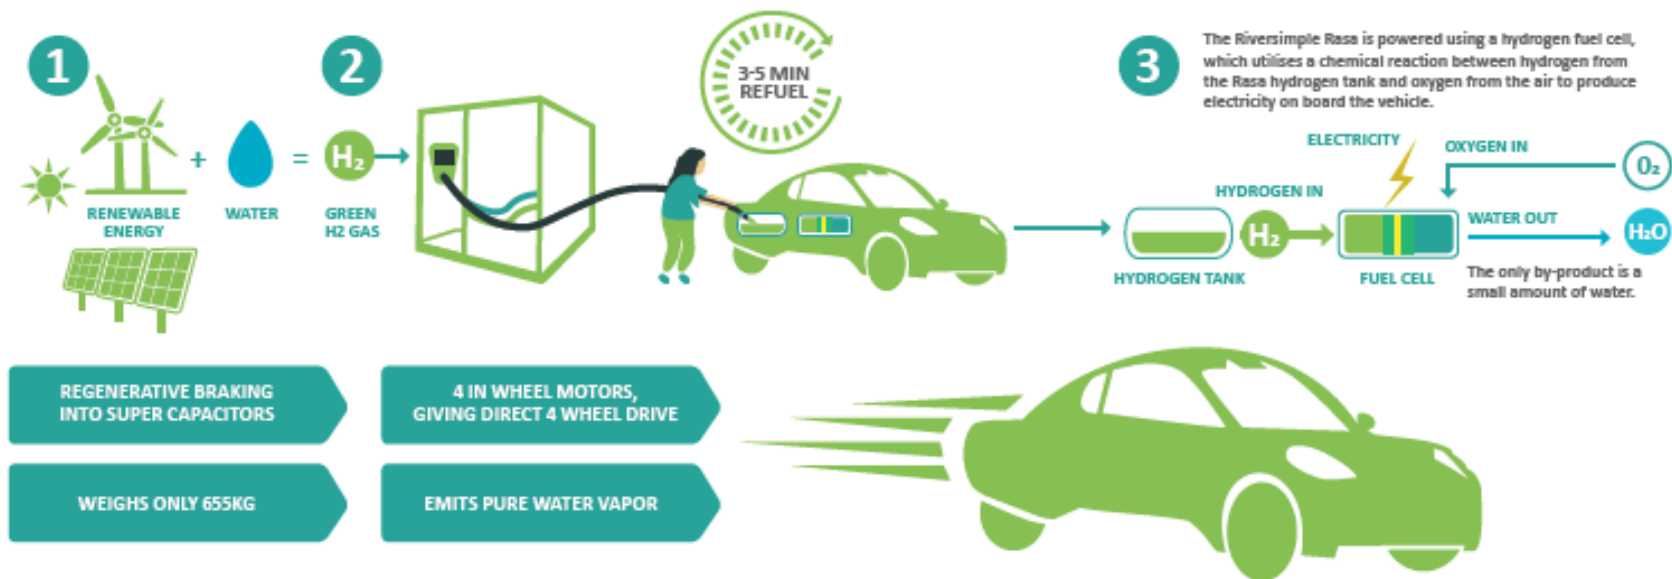 1
+
=
RENEWABLE
ENERGY
WATER
2
H₂
GREEN
H2 GAS
3-5 MIN
REFUEL
3
The Riversimple Rasa is powered using a hydrogen fuel cell,
which utilises a chemical reaction between hydrogen from
the Rasa hydrogen tank and oxygen from the air to produce
electricity on board the vehicle.
ELECTRICITY
OXYGEN IN
O₂
HYDROGEN IN
H₂
WATER OUT
H₂O
HYDROGEN TANK
FUEL CELL
The only by-product is a
small amount of water.
REGENERATIVE BRAKING
INTO SUPER CAPACITORS
4 IN WHEEL MOTORS,
GIVING DIRECT 4 WHEEL DRIVE
WEIGHS ONLY 655KG
EMITS PURE WATER VAPOR